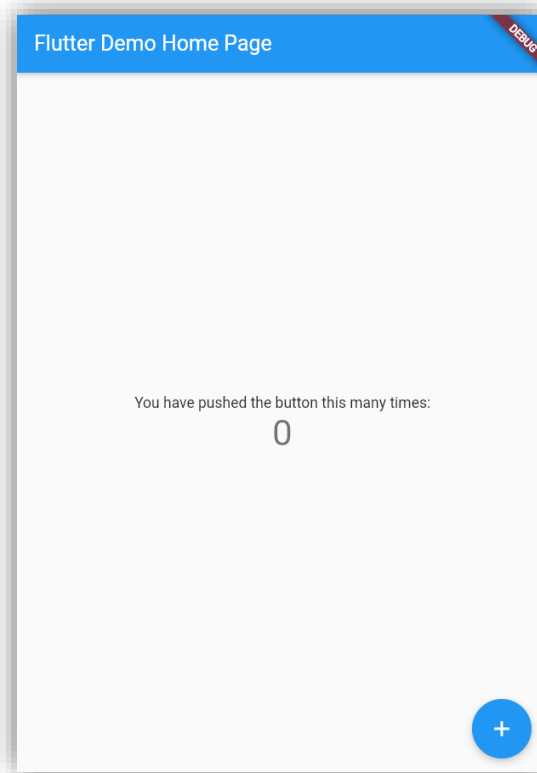 Flutter Demo Home Page
DEBUG
You have pushed the button this many times:
0
+